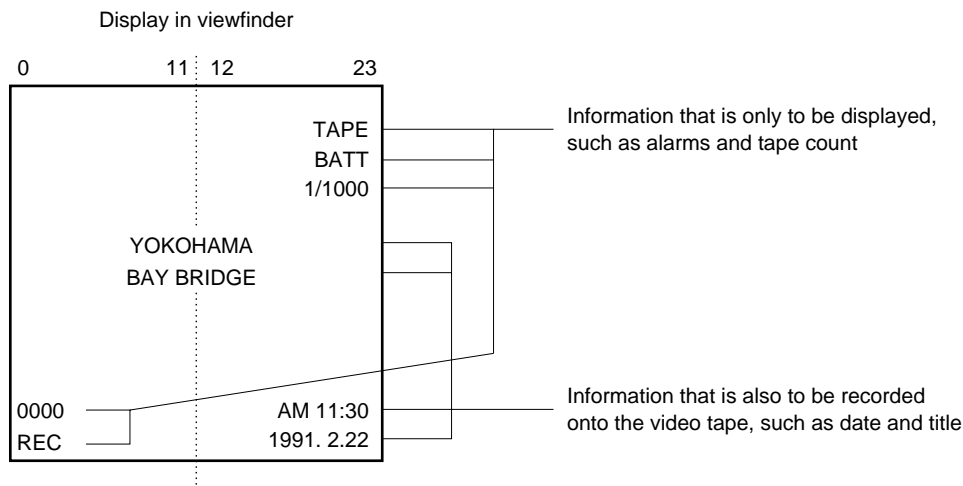 Display in viewfinder
0 11 12 23
TAPE
BATT
1/1000
YOKOHAMA
BAY BRIDGE
0000
REC
AM 11:30
1991. 2.22
Information that is only to be displayed,
such as alarms and tape count
Information that is also to be recorded
onto the video tape, such as date and title